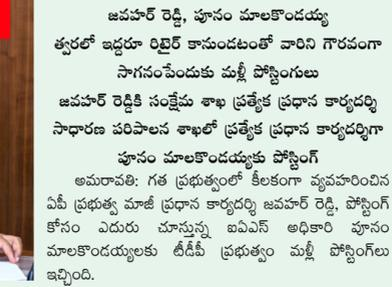 జవహర్ రెడ్డి, పూనం మాలకొండయ్య
త్వరలో ఇద్దరూ రిటైర్ కానుండటంతో వారిని గౌరవంగా
సాగనంపేందుకు మళ్లీ పోస్టింగులు
జవహర్ రెడ్డికి సంక్షేమ శాఖ ప్రత్యేక ప్రధాన కార్యదర్శి
సాధారణ పరిపాలన శాఖలో ప్రత్యేక ప్రధాన కార్యదర్శిగా
పూనం మాలకొండయ్యకు పోస్టింగ్
అమరావతి: గత ప్రభుత్వంలో కీలకంగా వ్యవహరించిన
ఏపీ ప్రభుత్వ మాజీ ప్రధాన కార్యదర్శి జవహర్ రెడ్డి, పోస్టింగ్
కోసం ఎదురు చూస్తున్న ఐఏఎస్ అధికారి పూనం
మాలకొండయ్యలకు టీడీపీ ప్రభుత్వం మళ్లీ పోస్టింగ్‌లు
ఇచ్చింది.